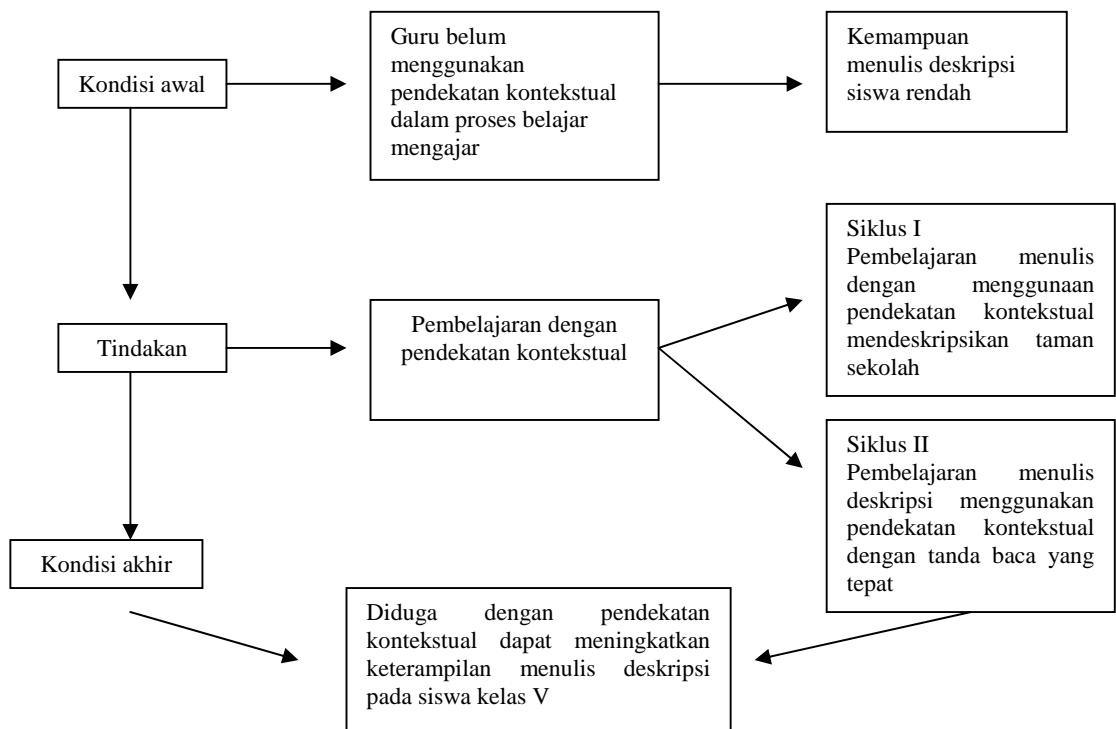 Kondisi awal
Guru belum
menggunakan
pendekatan kontekstual
dalam proses belajar
mengajar
Kemampuan
menulis deskripsi
siswa rendah
Tindakan
Pembelajaran dengan
pendekatan kontekstual
Siklus I
Pembelajaran menulis
dengan menggunaan
pendekatan kontekstual
mendeskripsikan taman
sekolah
Siklus II
Pembelajaran menulis
deskripsi menggunakan
pendekatan kontekstual
dengan tanda baca yang
tepat
Kondisi akhir
Diduga dengan pendekatan
kontekstual dapat meningkatkan
keterampilan menulis deskripsi
pada siswa kelas V